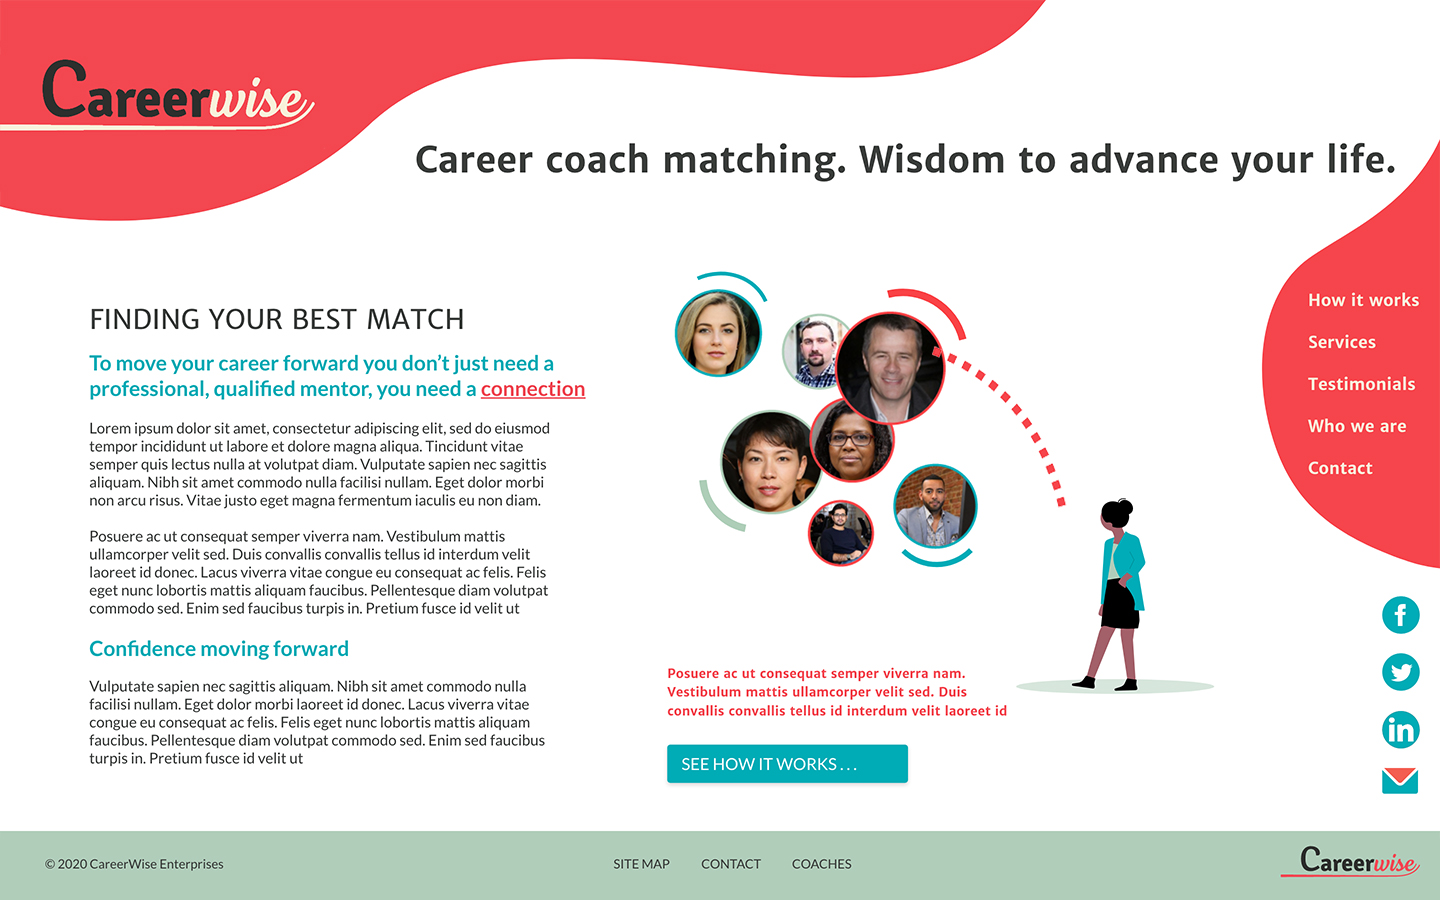 Careerwise
Career coach matching. Wisdom to advance your life.
How it works
Services
Testimonials
Who we are
Contact
FINDING YOUR BEST MATCH
To move your career forward you don’t just need a
professional, qualified mentor, you need a connection
Lorem ipsum dolor sit amet, consectetur adipiscing elit, sed do eiusmod
tempor incididunt ut labore et dolore magna aliqua. Tincidunt vitae
semper quis lectus nulla at volutpat diam. Vulputate sapien nec sagittis
aliquam. Nibh sit amet commodo nulla facilisi nullam. Eget dolor morbi
non arcu risus. Vitae justo eget magna fermentum iaculis eu non diam.
Posuere ac ut consequat semper viverra nam. Vestibulum mattis
ullamcorper velit sed. Duis convallis convallis tellus id interdum velit
laoreet id donec. Lacus viverra vitae congue eu consequat ac felis. Felis
eget nunc lobortis mattis aliquam faucibus. Pellentesque diam volutpat
commodo sed. Enim sed faucibus turpis in. Pretium fusce id velit ut
Confidence moving forward
Vulputate sapien nec sagittis aliquam. Nibh sit amet commodo nulla
facilisi nullam. Eget dolor morbi laoreet id donec. Lacus viverra vitae
congue eu consequat ac felis. Felis eget nunc lobortis mattis aliquam
faucibus. Pellentesque diam volutpat commodo sed. Enim sed faucibus
turpis in. Pretium fusce id velit ut
Posuere ac ut consequat semper viverra nam.
Vestibulum mattis ullamcorper velit sed. Duis
convallis convallis tellus id interdum velit laoreet id
SEE HOW IT WORKS . . .
f
in
© 2020 CareerWise Enterprises
SITE MAP
CONTACT
COACHES
Careerwise